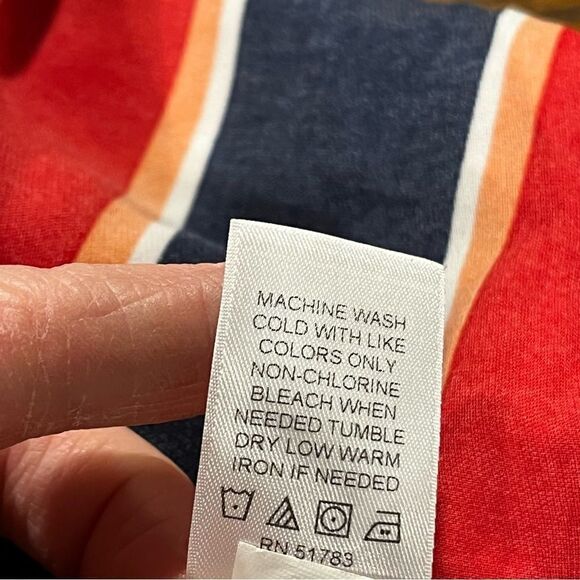 MACHINE WASH
COLD WITH LIKE
COLORS ONLY
NON-CHLORINE
BLEACH WHEN
NEEDED TUMBLE
DRY LOW WARM
IRON IF NEEDED
RN 51783